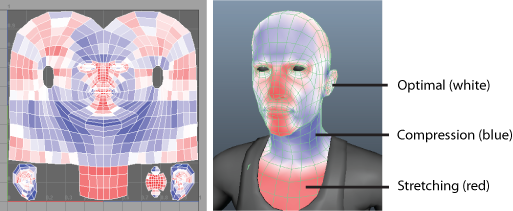 Optimal (white)
Compression (blue)
Stretching (red)